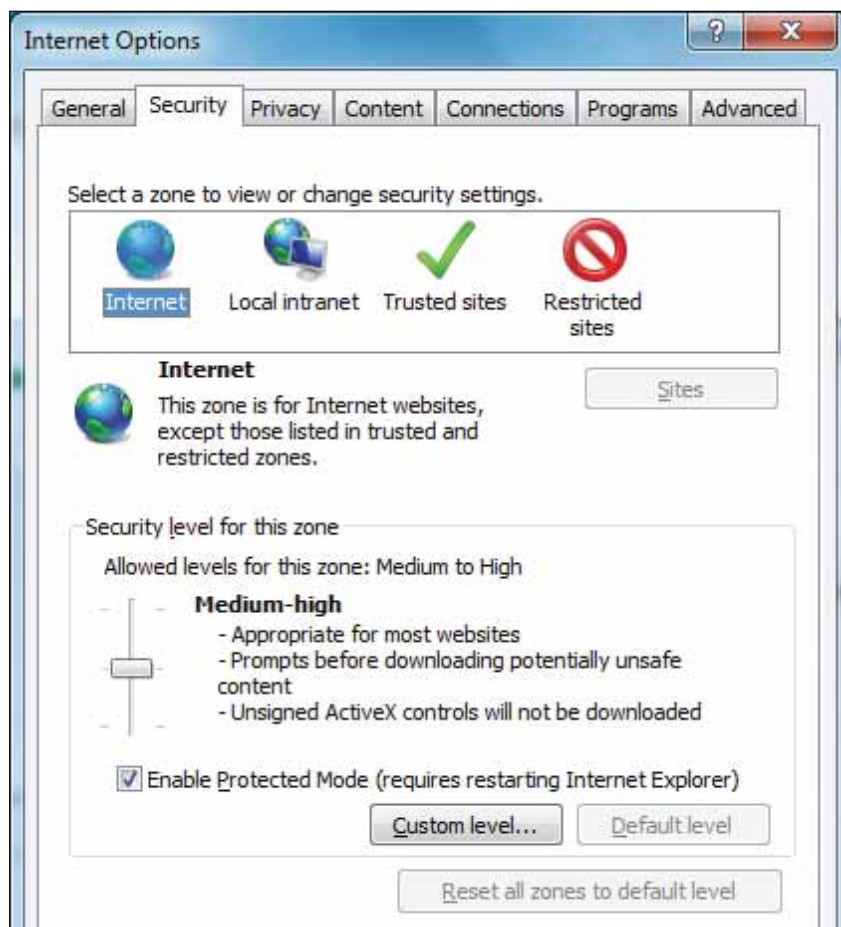 Internet Options
General Security Privacy Content Connections Programs Advanced
Select a zone to view or change security settings.
Internet Local intranet Trusted sites Restricted
sites
Internet
Sites
This zone is for Internet websites,
except those listed in trusted and
restricted zones.
Security level for this zone
Allowed levels for this zone: Medium to High
Medium-high
- Appropriate for most websites
- Prompts before downloading potentially unsafe
content
- Unsigned ActiveX controls will not be downloaded
Enable Protected Mode (requires restarting Internet Explorer)
Custom level... Default level
Reset all zones to default level